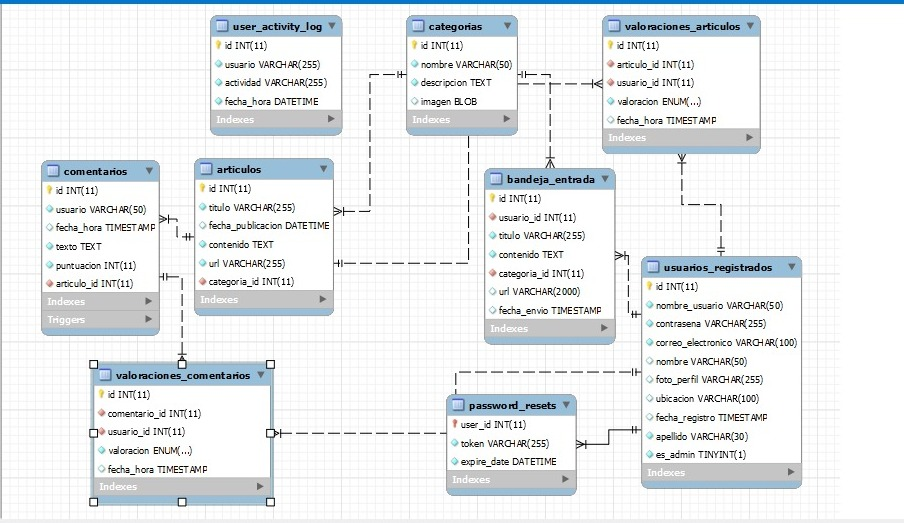 user_activity_log
id INT(11)
usuario VARCHAR(255)
actividad VARCHAR(255)
fecha_hora DATETIME
Indexes
categorias
id INT(11)
nombre VARCHAR(50)
descripcion TEXT
imagen BLOB
Indexes
valoraciones_articulos
id INT(11)
articulo_id INT(11)
usuario_id INT(11)
valoracion ENUM(...)
fecha_hora TIMESTAMP
Indexes
comentarios
id INT(11)
usuario VARCHAR(50)
fecha_hora TIMESTAMP
texto TEXT
puntuacion INT(11)
articulo_id INT(11)
Indexes
Triggers
articulos
id INT(11)
titulo VARCHAR(255)
fecha_publicacion DATETIME
contenido TEXT
url VARCHAR(255)
categoria_id INT(11)
Indexes
bandeja_entrada
id INT(11)
usuario_id INT(11)
titulo VARCHAR(255)
contenido TEXT
categoria_id INT(11)
url VARCHAR(2000)
fecha_envio TIMESTAMP
Indexes
usuarios_registrados
id INT(11)
nombre_usuario VARCHAR(50)
contrasena VARCHAR(255)
correo_electronico VARCHAR(100)
nombre VARCHAR(50)
foto_perfil VARCHAR(255)
ubicacion VARCHAR(100)
fecha_registro TIMESTAMP
apellido VARCHAR(30)
es_admin TINYINT(1)
Indexes
valoraciones_comentarios
id INT(11)
comentario_id INT(11)
usuario_id INT(11)
valoracion ENUM(...)
fecha_hora TIMESTAMP
Indexes
password_resets
user_id INT(11)
token VARCHAR(255)
expire_date DATETIME
Indexes